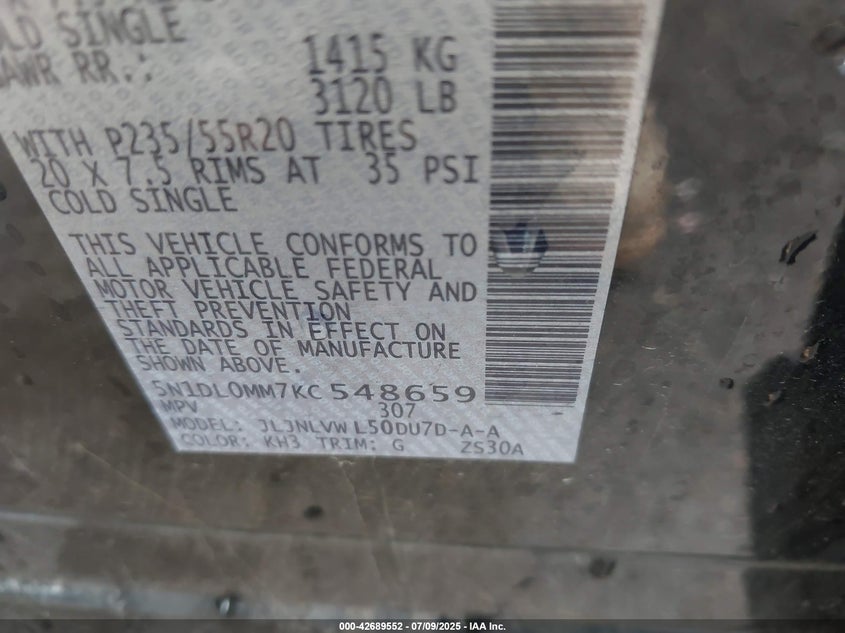 COLD SINGLE
GAWR RR.: 1415 KG
3120 LB
WITH P235/55R20 TIRES
20 X 7.5 RIMS AT 35 PSI
COLD SINGLE
THIS VEHICLE CONFORMS TO
ALL APPLICABLE FEDERAL
MOTOR VEHICLE SAFETY AND
THEFT PREVENTION
STANDARDS IN EFFECT ON
THE DATE OF MANUFACTURE
SHOWN ABOVE.
5N1DL0MM7KC548659
MPV 307
MODEL: JLJNLVWL50DU7D-A-A
COLOR: KH3 TRIM: G ZS30A
000-42689552 - 07/09/2025 - IAA Inc.